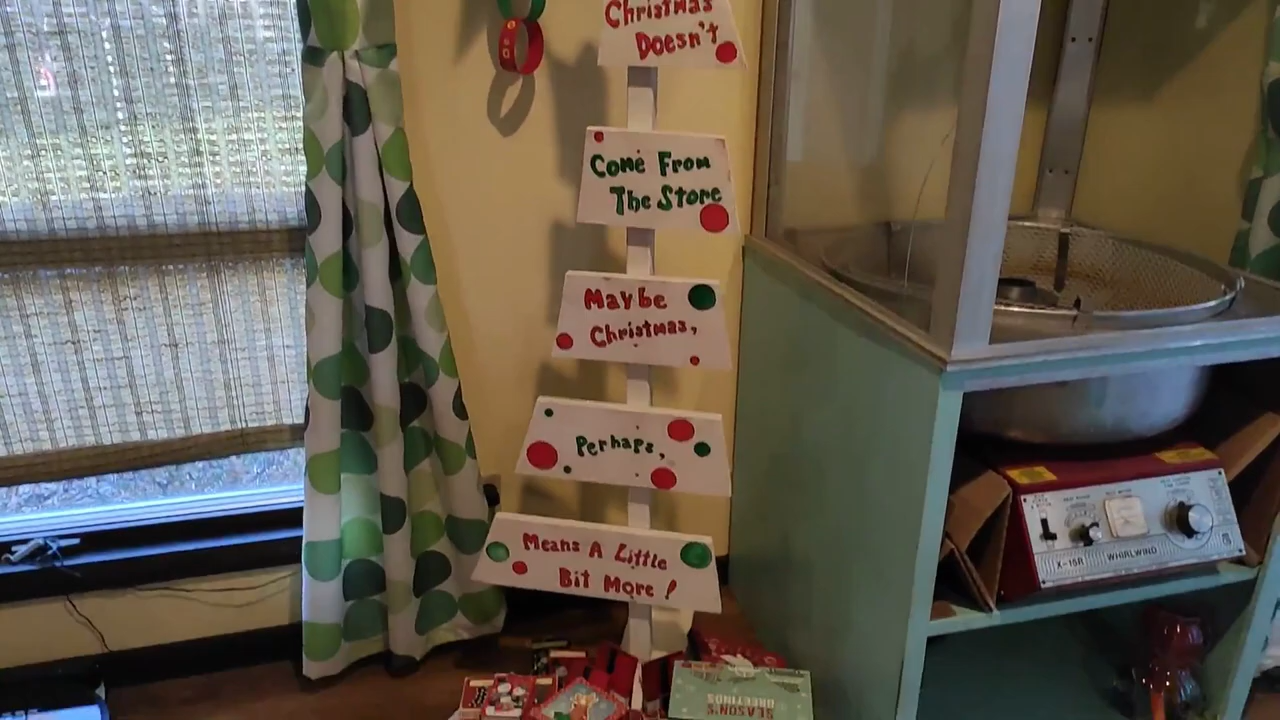 Christmas
Doesn't
Come From
The Store
Maybe
Christmas,
Perhaps,
Means A Little
Bit More!
X-15R WHIRLWIND
SEASON'S
GREETINGS